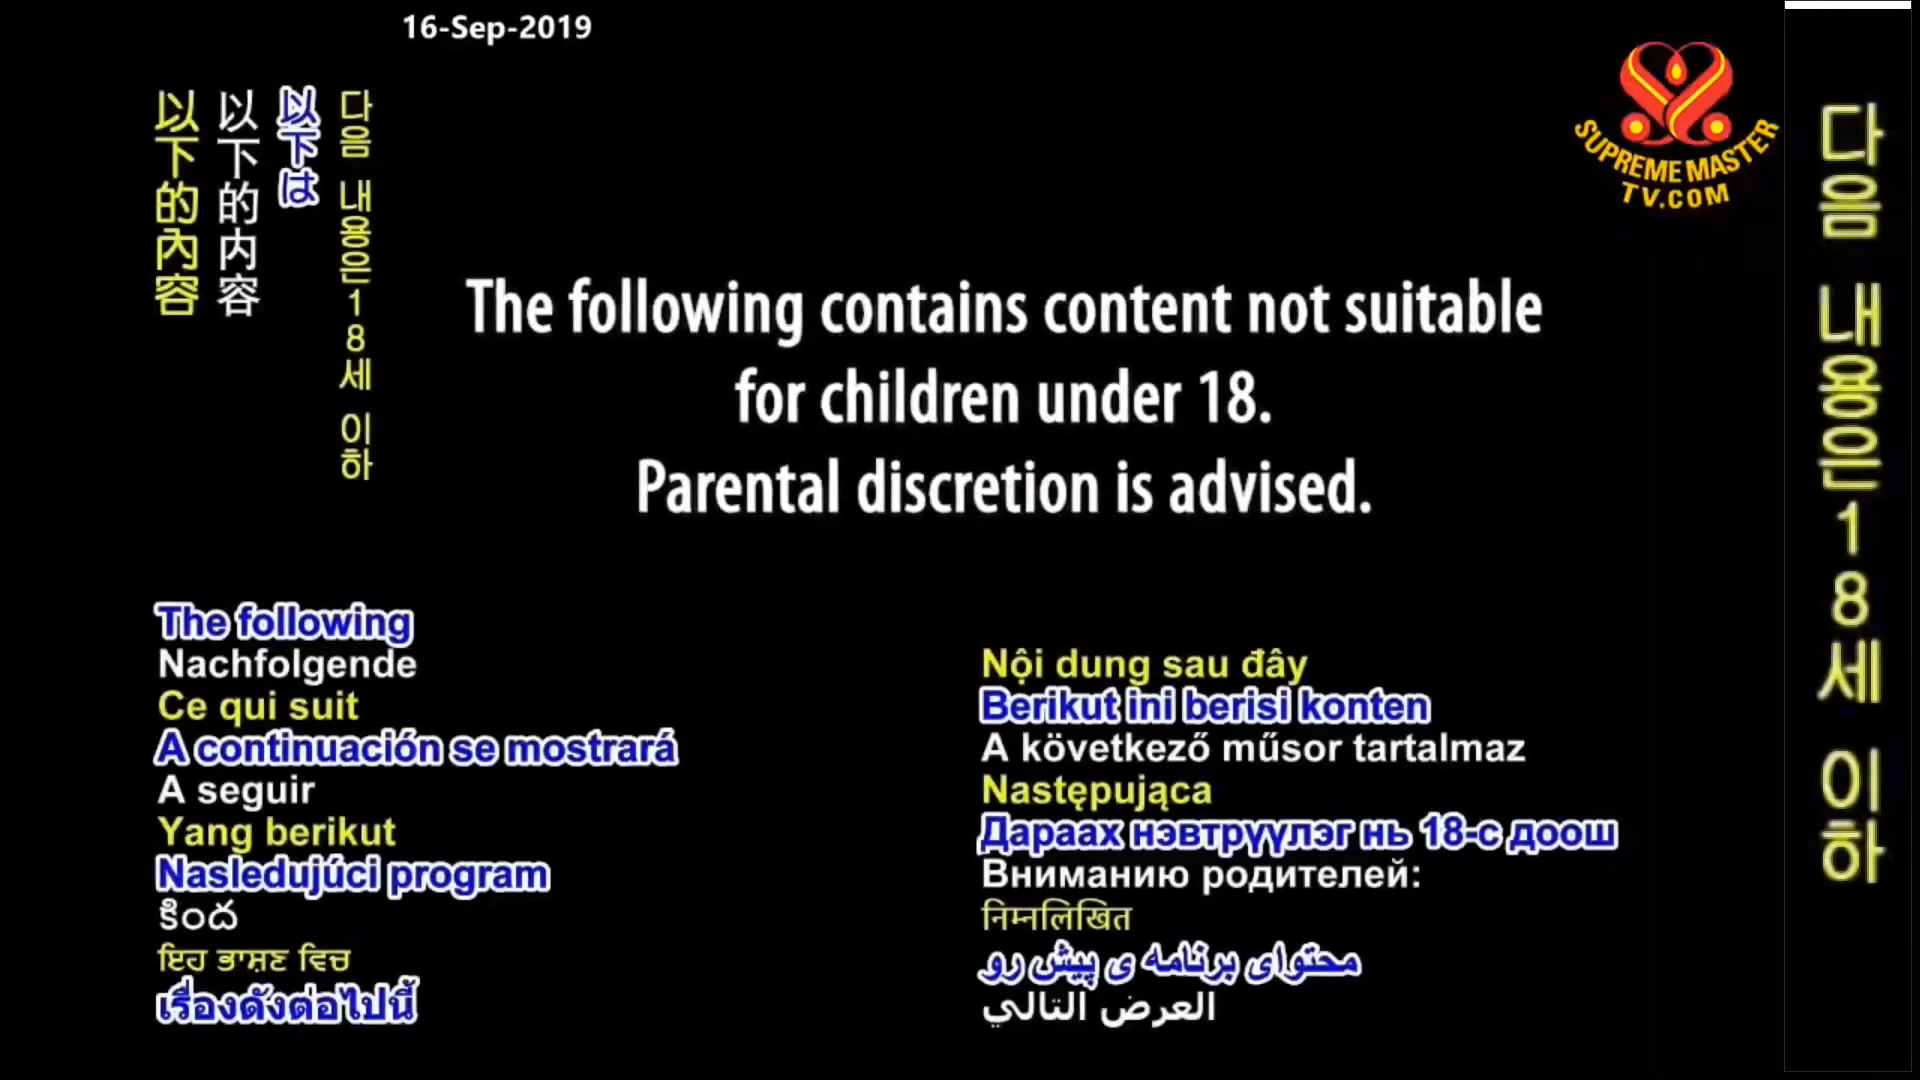 16-Sep-2019
SUPREME MASTER
TV.COM
以下的內容
以下的内容
以下は
다음 내용은18세 이하
The following contains content not suitable
for children under 18.
Parental discretion is advised.
The following
Nachfolgende
Ce qui suit
A continuación se mostrará
A seguir
Yang berikut
Nasledujúci program
కింద
ਇਹ ਭਾਸ਼ਣ ਵਿਚ
เรื่องดังต่อไปนี้
Nội dung sau đây
Berikut ini berisi konten
A következő műsor tartalmaz
Następująca
Дараах нэвтрүүлэг нь 18-с доош
Вниманию родителей:
निम्नलिखित
محتوای برنامه ی پیش رو
العرض التالي
다음 내용은18세 이하